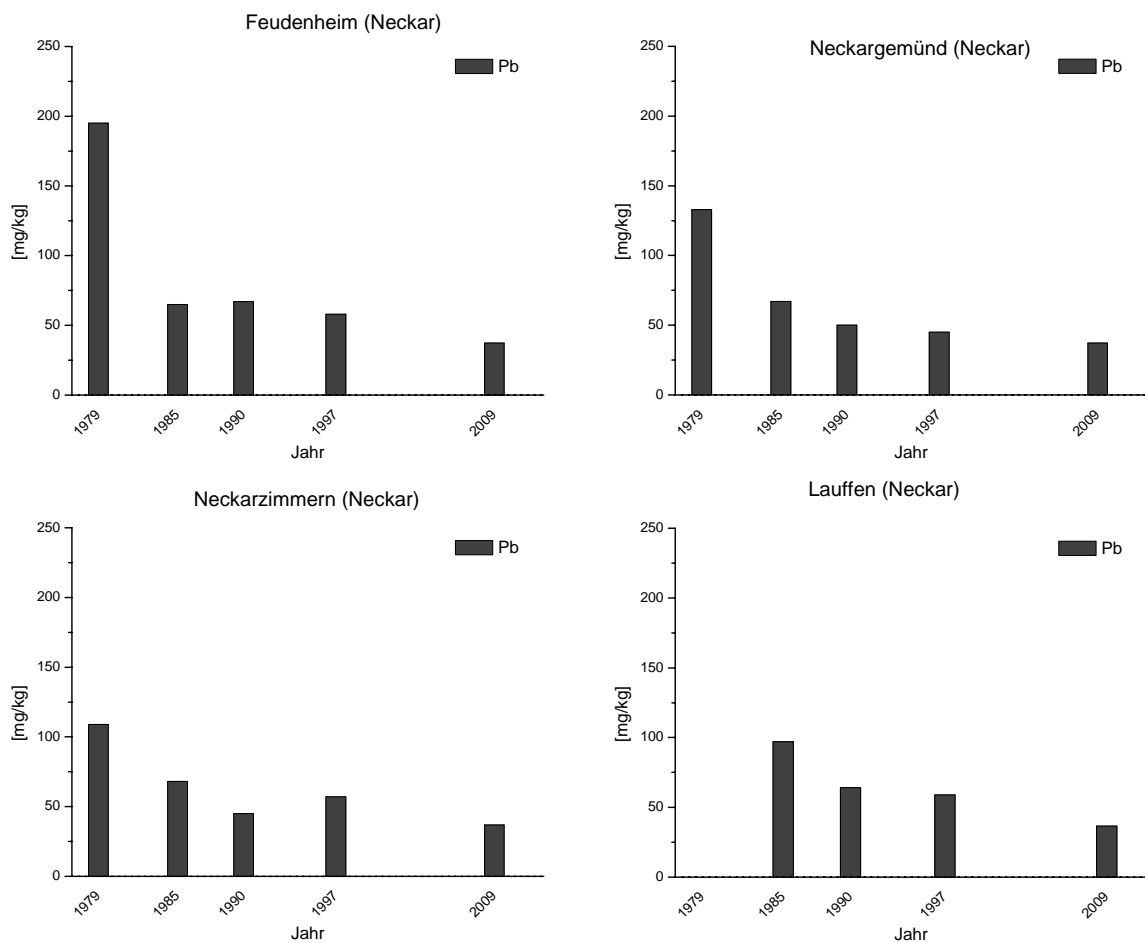 Feudenheim (Neckar)
Pb
250
200
150
100
50
0
[mg/kg]
1979
1985
1990
1997
2009
Jahr
Neckargemünd (Neckar)
Pb
250
200
150
100
50
0
[mg/kg]
1979
1985
1990
1997
2009
Jahr
Neckarzimmern (Neckar)
Pb
250
200
150
100
50
0
[mg/kg]
1979
1985
1990
1997
2009
Jahr
Lauffen (Neckar)
Pb
250
200
150
100
50
0
[mg/kg]
1979
1985
1990
1997
2009
Jahr